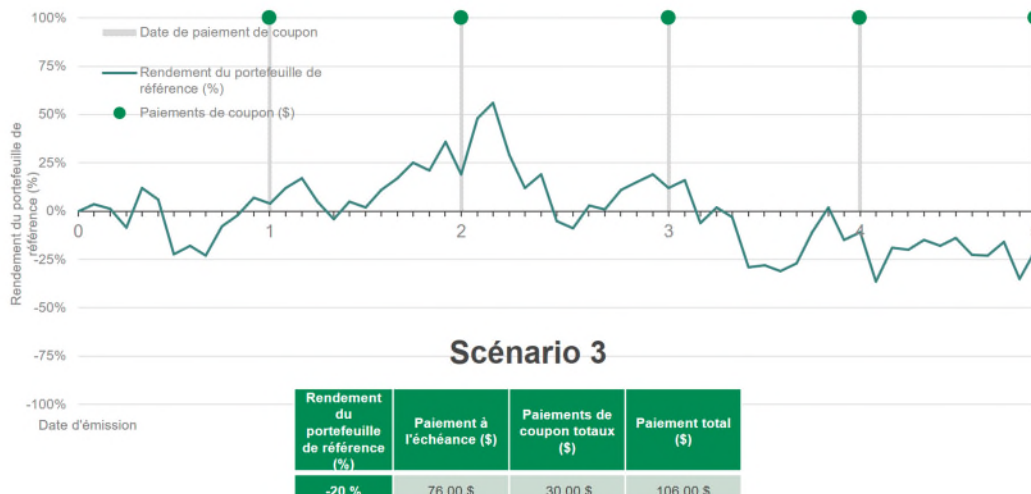 100%
Date de paiement de coupon
75%
Rendement du portefeuille de
référence (%)
50%
Paiements de coupon ($)
25%
0%
-25%
-50%
-75%
-100%
Rendement du portefeuille de
référence (%)
0
1
2
3
4
Date d'émission
Scénario 3
Rendement
du
portefeuille
de référence
(%)
Paiement à
l'échéance ($)
Paiements de
coupon totaux
($)
Paiement total
($)
-20 %
76,00 $
30,00 $
106,00 $